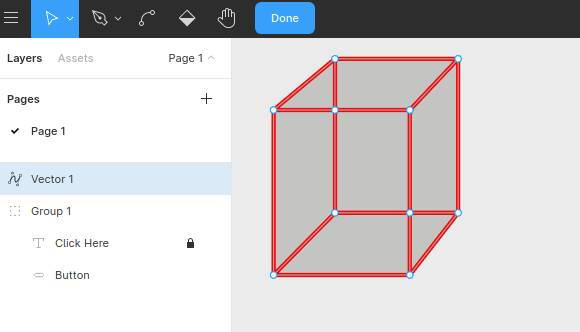 Done
Layers Assets Page 1
Pages
Page 1
Vector 1
Group 1
Click Here
Button